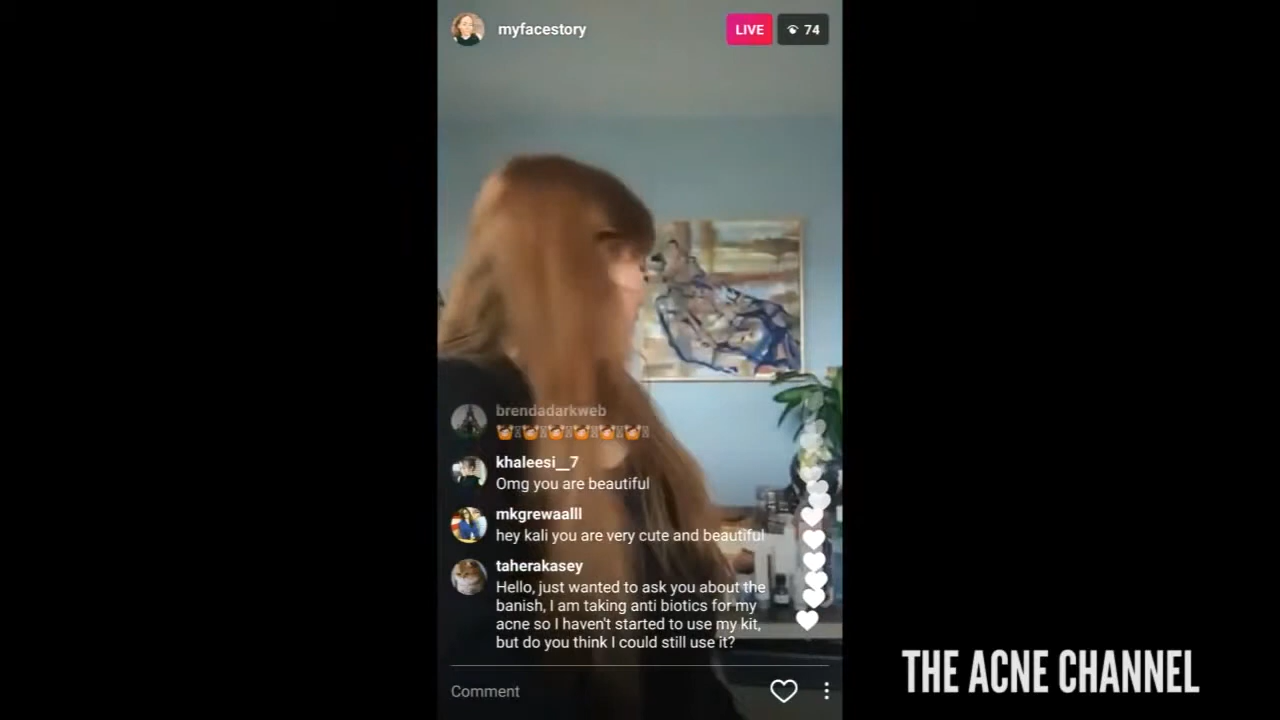 myfacestory
LIVE
74
brendadarkweb
khaleesi__7
Omg you are beautiful
mkgrewaalll
hey kali you are very cute and beautiful
taherakasey
Hello, just wanted to ask you about the
banish, I am taking anti biotics for my
acne so I haven't started to use my kit,
but do you think I could still use it?
Comment
THE ACNE CHANNEL